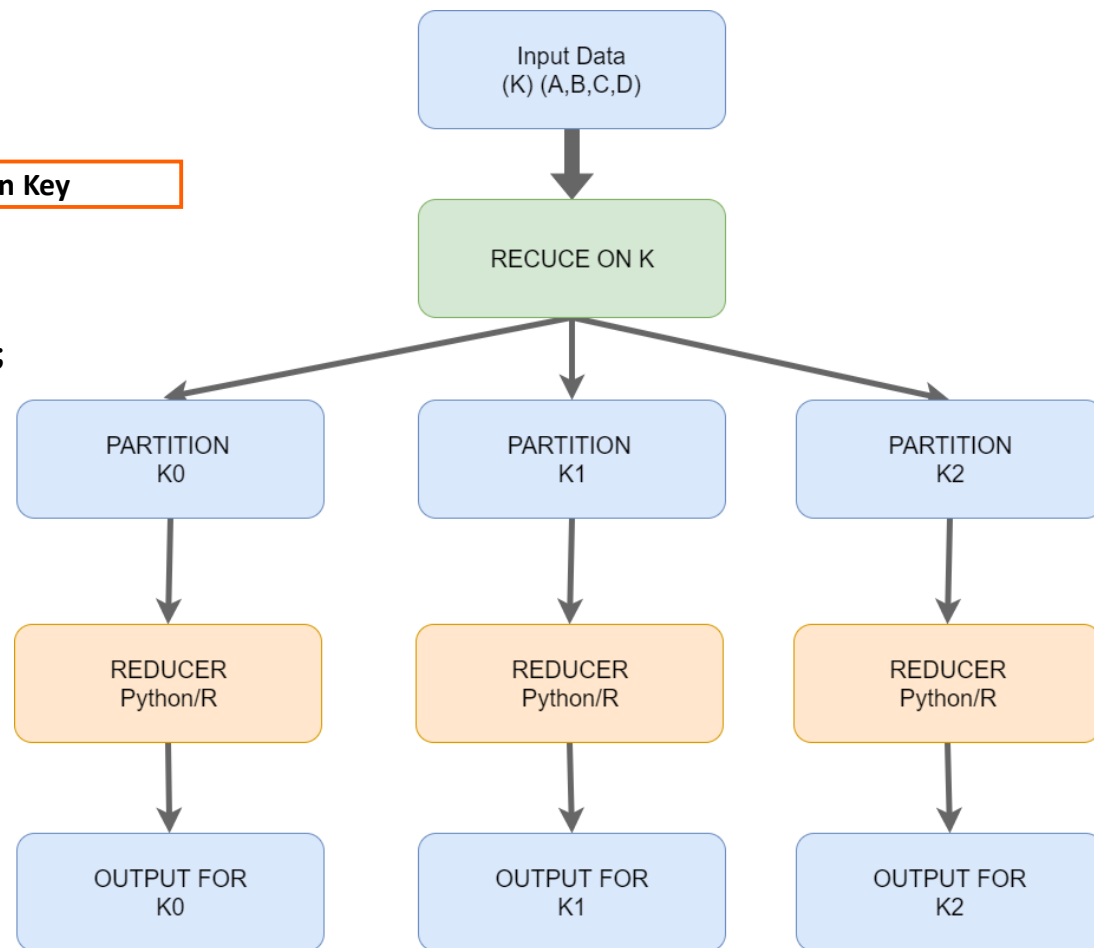 Input Data
(K) (A,B,C,D)
n Key
RECUCE ON K
;
PARTITION
K0
PARTITION
K1
PARTITION
K2
REDUCER
Python/R
REDUCER
Python/R
REDUCER
Python/R
OUTPUT FOR
K0
OUTPUT FOR
K1
OUTPUT FOR
K2